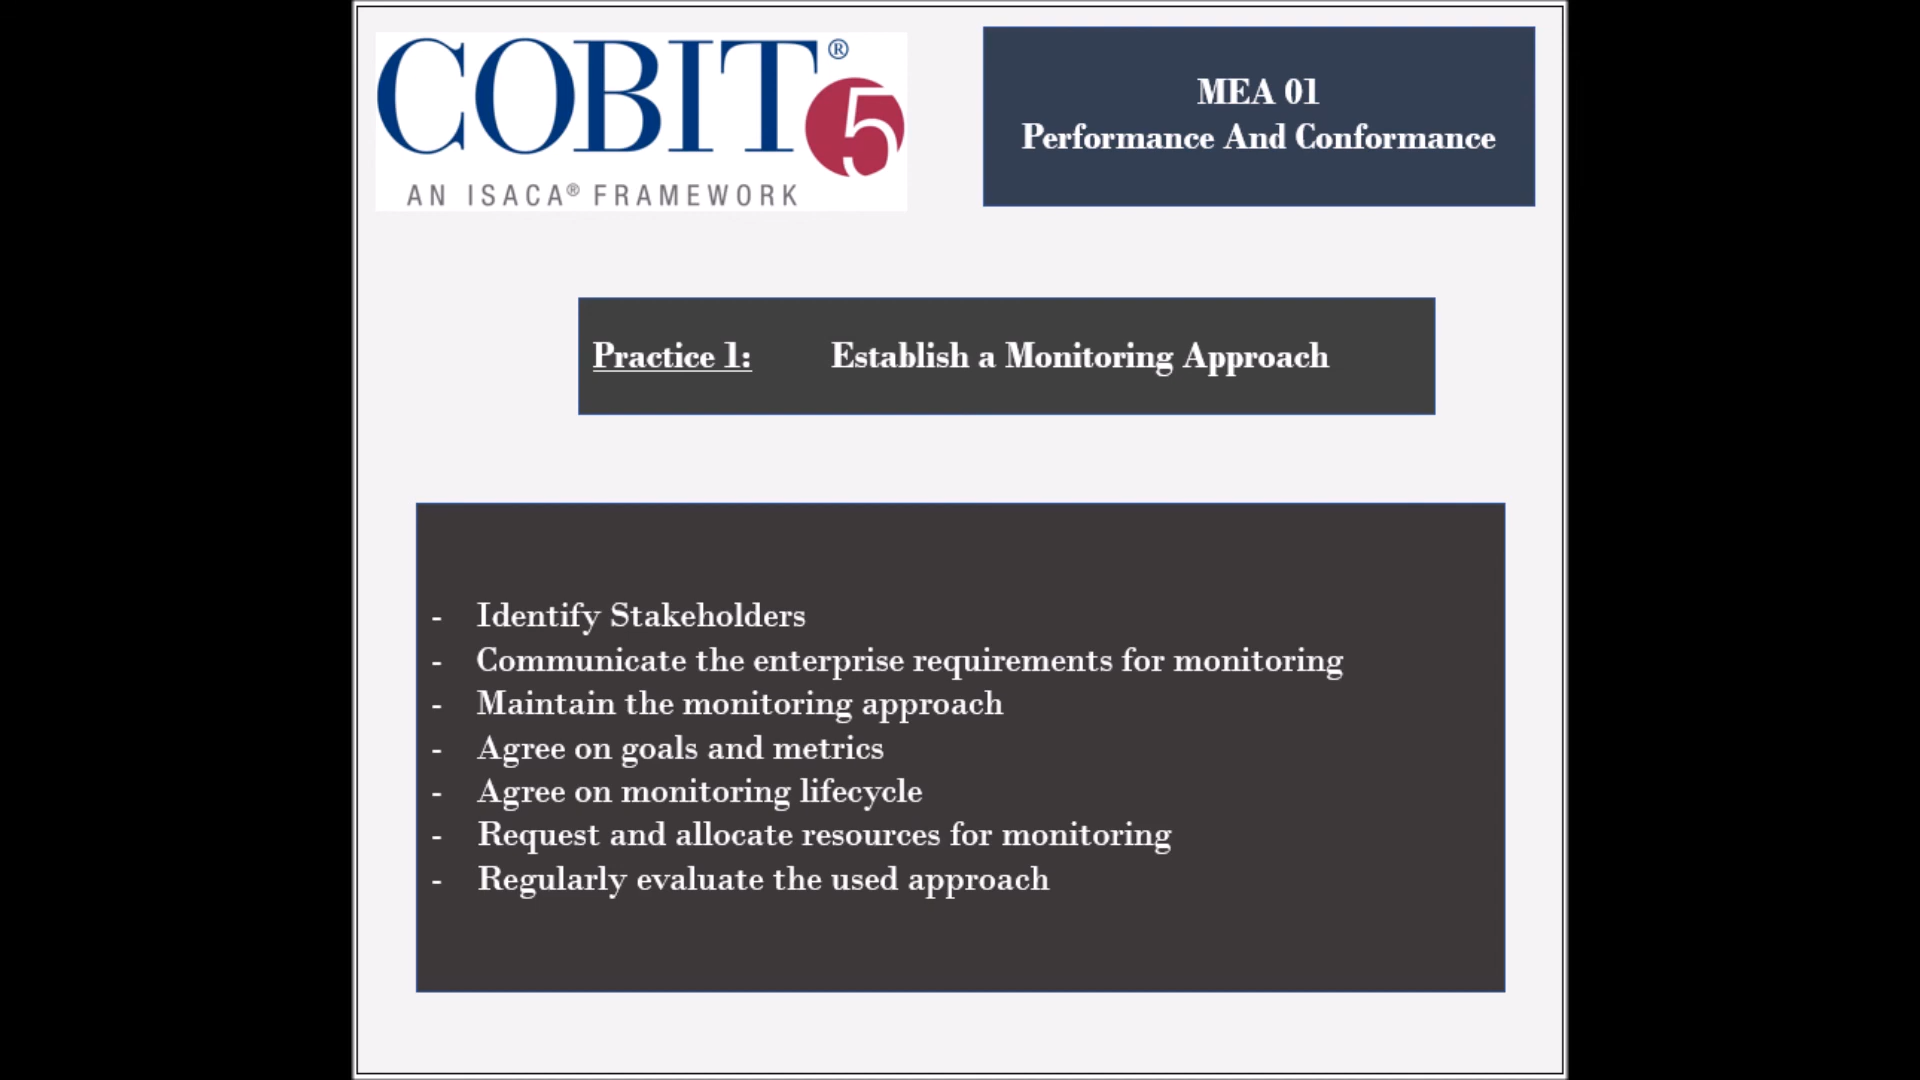 COBIT® 5
AN ISACA® FRAMEWORK
MEA 01
Performance And Conformance
Practice 1: Establish a Monitoring Approach
- Identify Stakeholders
- Communicate the enterprise requirements for monitoring
- Maintain the monitoring approach
- Agree on goals and metrics
- Agree on monitoring lifecycle
- Request and allocate resources for monitoring
- Regularly evaluate the used approach